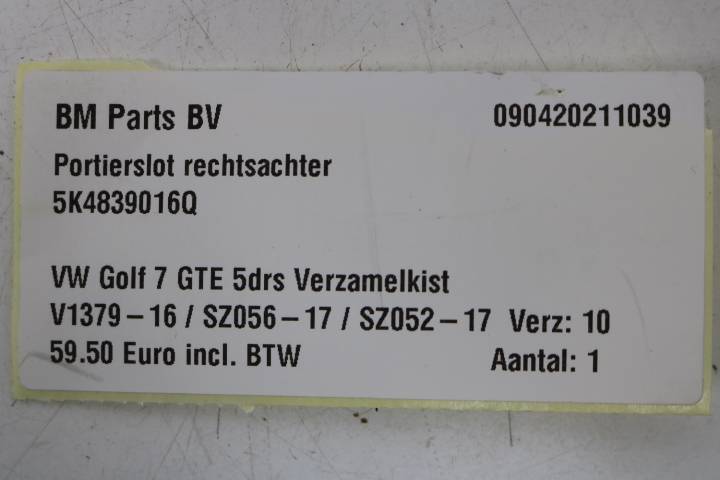 BM Parts BV 090420211039
Portierslot rechtsachter
5K4839016Q
VW Golf 7 GTE 5drs Verzamelkist
V1379-16 / SZ056-17 / SZ052-17 Verz: 10
59.50 Euro incl. BTW Aantal: 1